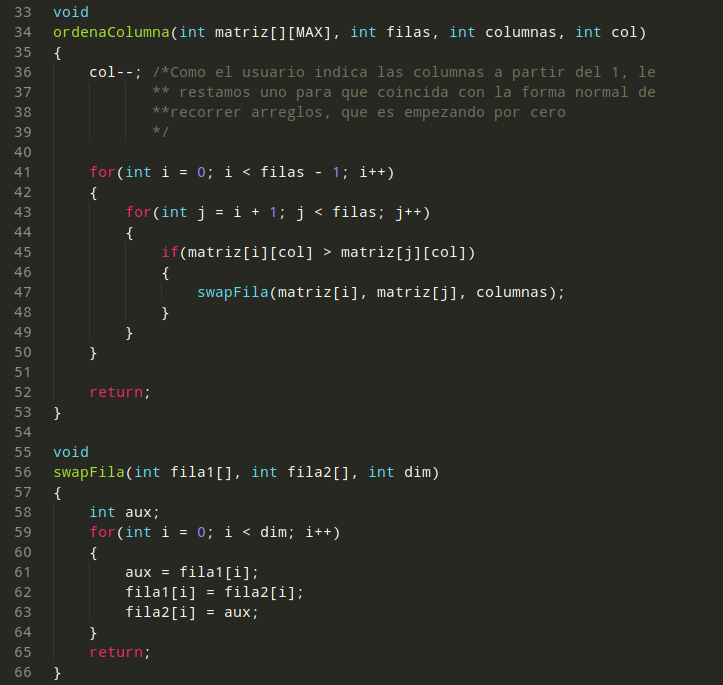 33 void
34 ordenaColumna(int matriz[][MAX], int filas, int columnas, int col)
35 {
36     col--; /*Como el usuario indica las columnas a partir del 1, le
37            ** restamos uno para que coincida con la forma normal de
38            **recorrer arreglos, que es empezando por cero
39            */
40
41     for(int i = 0; i < filas - 1; i++)
42     {
43         for(int j = i + 1; j < filas; j++)
44         {
45             if(matriz[i][col] > matriz[j][col])
46             {
47                 swapFila(matriz[i], matriz[j], columnas);
48             }
49         }
50     }
51
52     return;
53 }
54
55 void
56 swapFila(int fila1[], int fila2[], int dim)
57 {
58     int aux;
59     for(int i = 0; i < dim; i++)
60     {
61         aux = fila1[i];
62         fila1[i] = fila2[i];
63         fila2[i] = aux;
64     }
65     return;
66 }